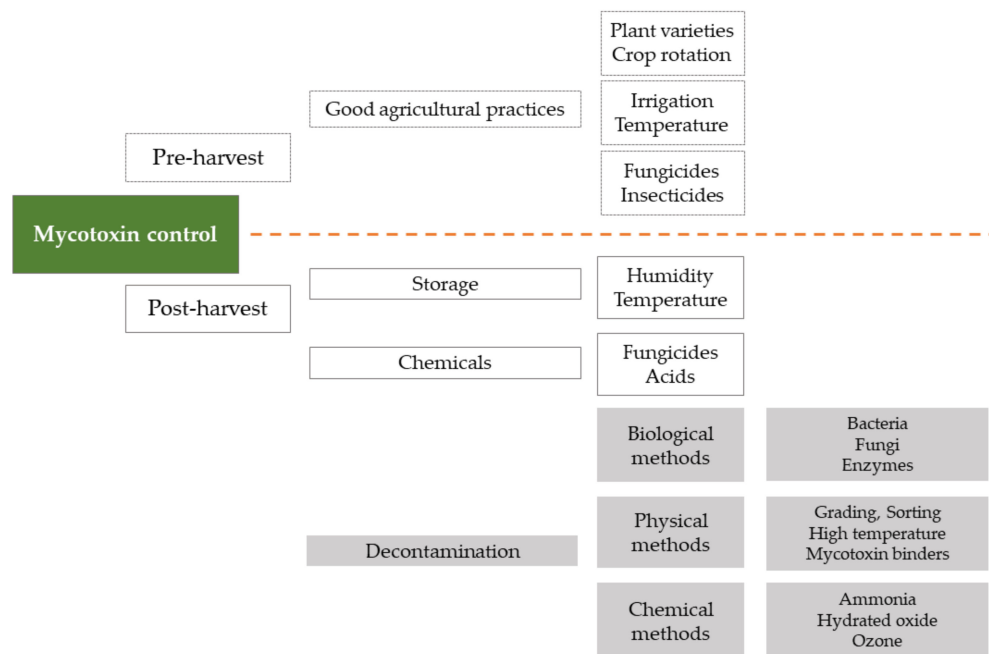 Plant varieties
Crop rotation
Good agricultural practices
Irrigation
Temperature
Pre-harvest
Fungicides
Insecticides
Mycotoxin control
Post-harvest
Storage
Humidity
Temperature
Chemicals
Fungicides
Acids
Biological
methods
Bacteria
Fungi
Enzymes
Decontamination
Physical
methods
Grading, Sorting
High temperature
Mycotoxin binders
Chemical
methods
Ammonia
Hydrated oxide
Ozone